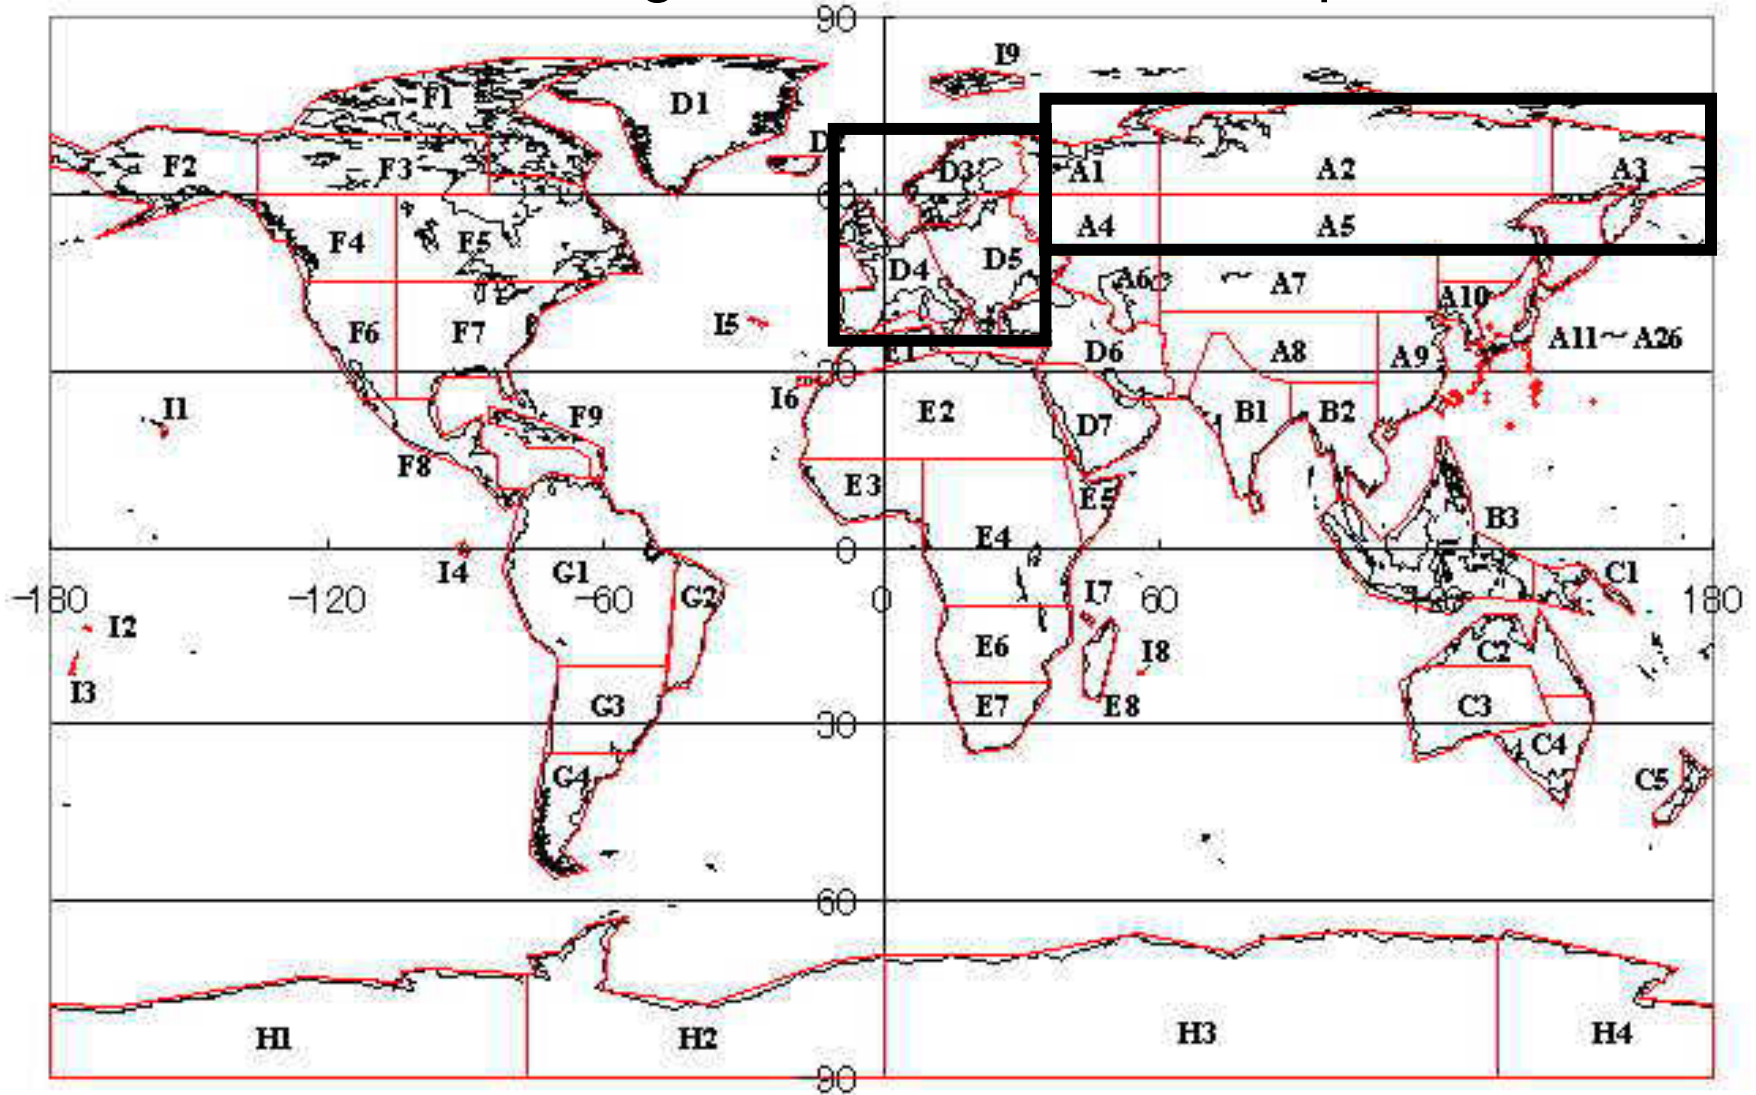 90
I9
F1
D1
D2
F2
F3
D3
A1
A2
A3
60
F4
F5
A4
A5
D4
D5
A6
A7
A10
I5
F6
F7
E1
D6
A8
A9
A11～A26
30
I1
I6
F9
E2
D7
B1
B2
F8
E3
E5
B3
E4
0
I4
G1
C1
-180
-120
-60
G2
0
I7
60
120
180
I2
E6
I8
C2
I3
G3
E7
E8
C3
-30
C4
G4
C5
-60
H1
H2
H3
H4
-90